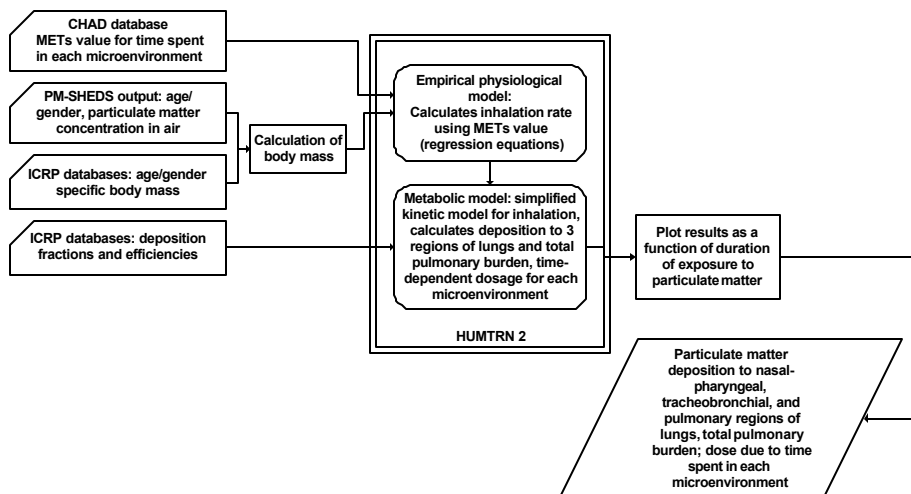 CHAD database
METs value for time spent
in each microenvironment
PM-SHEDS output: age/
gender, particulate matter
concentration in air
Calculation of
body mass
ICRP databases: age/gender
specific body mass
ICRP databases: deposition
fractions and efficiencies
Empirical physiological
model:
Calculates inhalation rate
using METs value
(regression equations)
Metabolic model: simplified
kinetic model for inhalation,
calculates deposition to 3
regions of lungs and total
pulmonary burden, time-
dependent dosage for each
microenvironment
HUMTRN 2
Plot results as a
function of duration
of exposure to
particulate matter
Particulate matter
deposition to nasal-
pharyngeal,
tracheobronchial, and
pulmonary regions of
lungs, total pulmonary
burden; dose due to time
spent in each
microenvironment